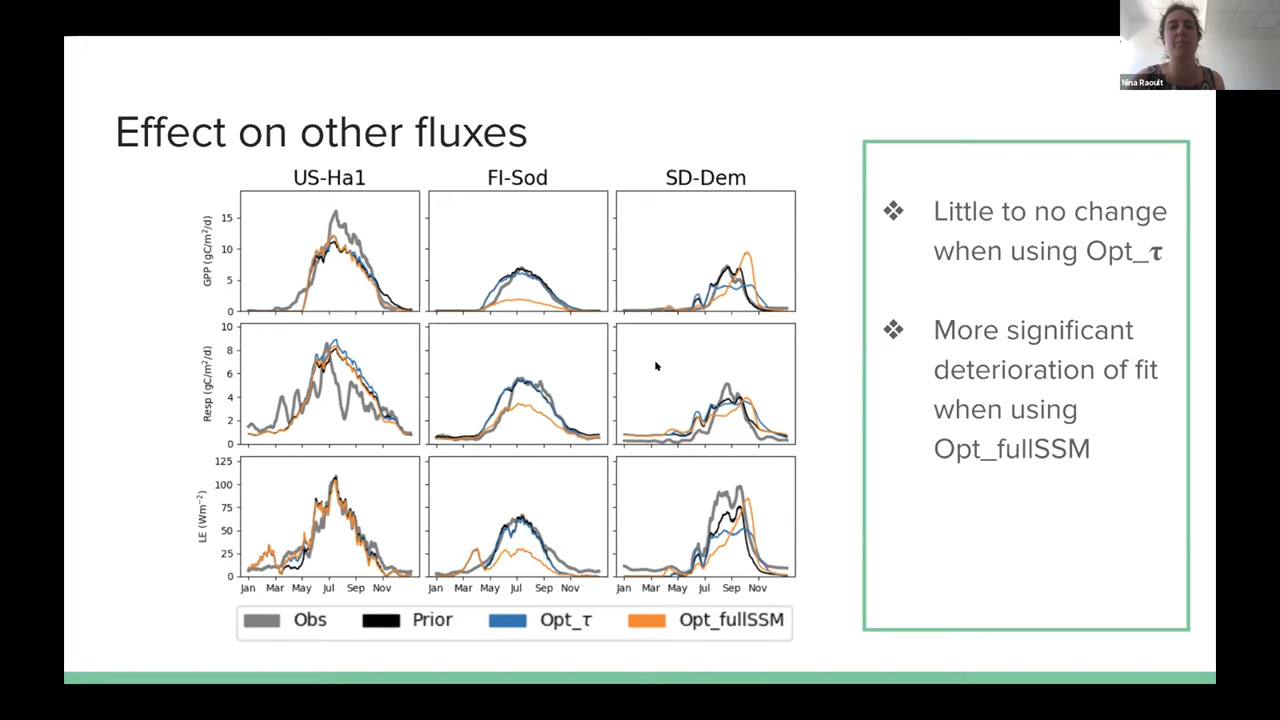 Nina Raoult
Effect on other fluxes
US-Ha1
FI-Sod
SD-Dem
GPP (gC/m²/d)
15
10
5
0
Resp (gC/m²/d)
10
8
6
4
2
0
LE (Wm⁻²)
125
100
75
50
25
0
Jan Mar May Jul Sep Nov
Jan Mar May Jul Sep Nov
Jan Mar May Jul Sep Nov
Obs Prior Opt_τ Opt_fullSSM
❖ Little to no change
when using Opt_τ
❖ More significant
deterioration of fit
when using
Opt_fullSSM